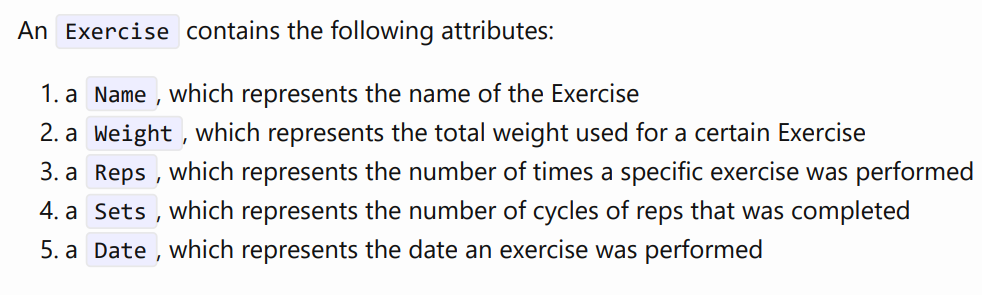 An Exercise contains the following attributes:
1. a Name, which represents the name of the Exercise
2. a Weight, which represents the total weight used for a certain Exercise
3. a Reps, which represents the number of times a specific exercise was performed
4. a Sets, which represents the number of cycles of reps that was completed
5. a Date, which represents the date an exercise was performed